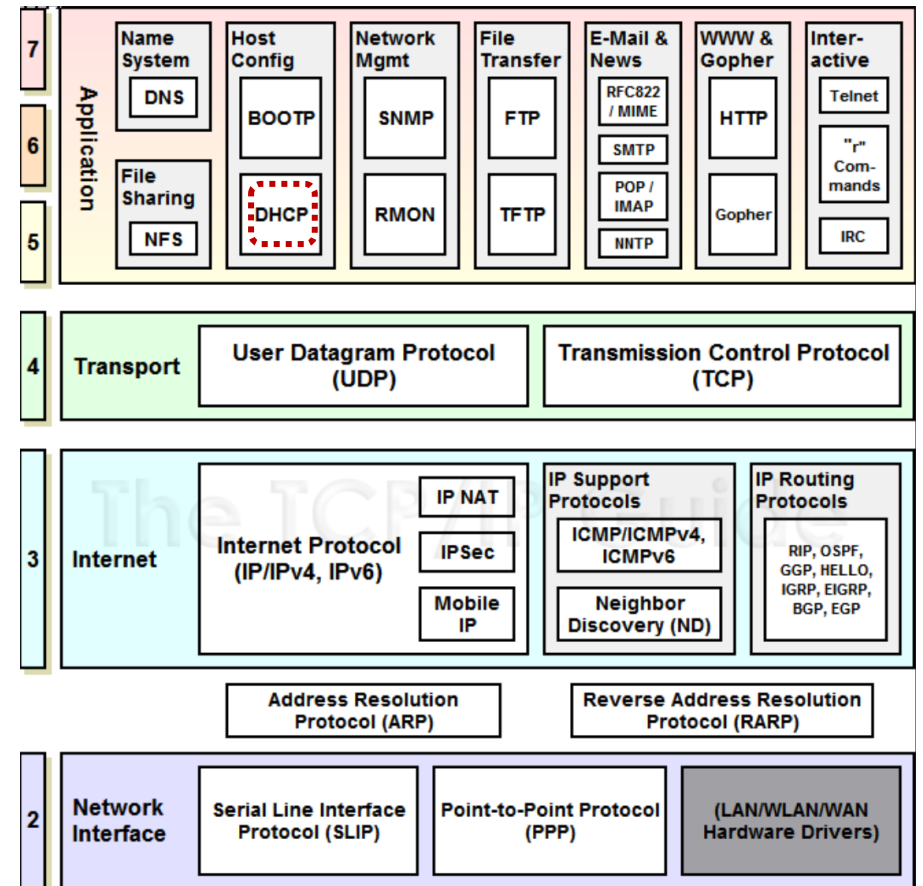 7
6
5
Application
Name
System
DNS
File
Sharing
NFS
Host
Config
BOOTP
DHCP
Network
Mgmt
SNMP
RMON
File
Transfer
FTP
TFTP
E-Mail &
News
RFC822
/ MIME
SMTP
POP /
IMAP
NNTP
WWW &
Gopher
HTTP
Gopher
Inter-
active
Telnet
"r"
Com-
mands
IRC
4
Transport
User Datagram Protocol
(UDP)
Transmission Control Protocol
(TCP)
The TCP/IP Guide
3
Internet
Internet Protocol
(IP/IPv4, IPv6)
IP NAT
IPSec
Mobile
IP
IP Support
Protocols
ICMP/ICMPv4,
ICMPv6
Neighbor
Discovery (ND)
IP Routing
Protocols
RIP, OSPF,
GGP, HELLO,
IGRP, EIGRP,
BGP, EGP
Address Resolution
Protocol (ARP)
Reverse Address Resolution
Protocol (RARP)
2
Network
Interface
Serial Line Interface
Protocol (SLIP)
Point-to-Point Protocol
(PPP)
(LAN/WLAN/WAN
Hardware Drivers)